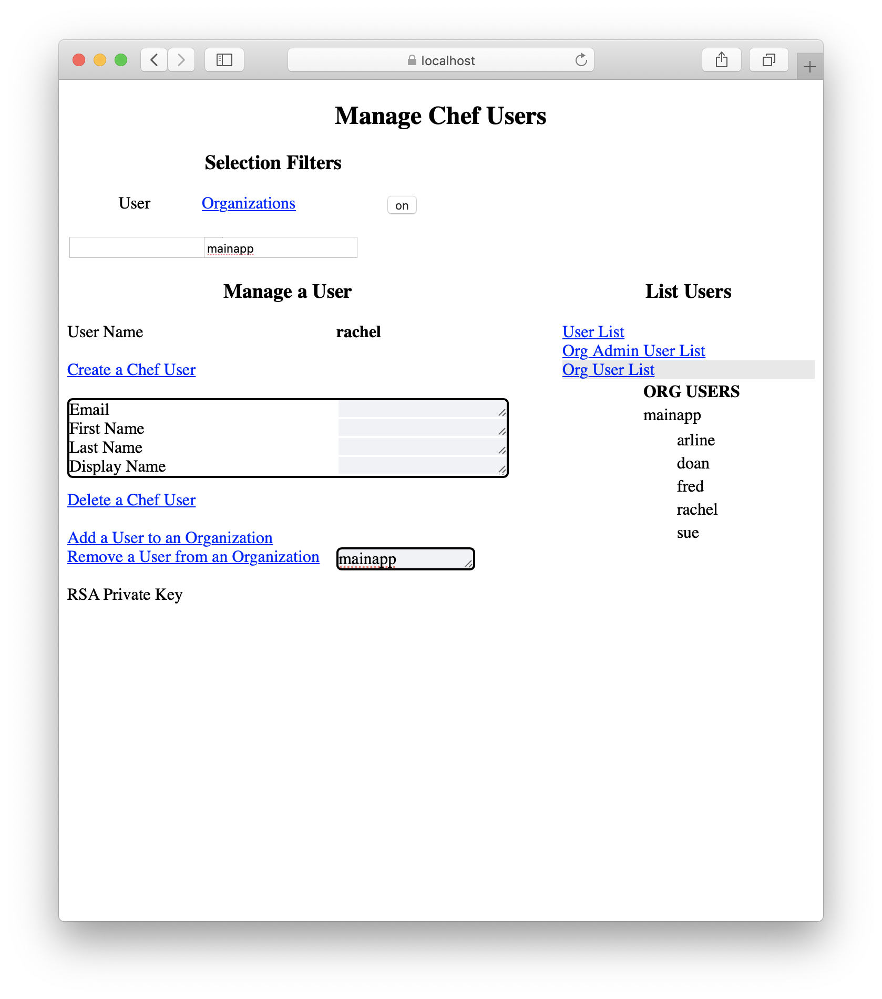 localhost
Manage Chef Users
Selection Filters
User Organizations on
mainapp
Manage a User
User Name rachel
Create a Chef User
Email
First Name
Last Name
Display Name
Delete a Chef User
Add a User to an Organization
Remove a User from an Organization mainapp
RSA Private Key
List Users
User List
Org Admin User List
Org User List
ORG USERS
mainapp
arline
doan
fred
rachel
sue